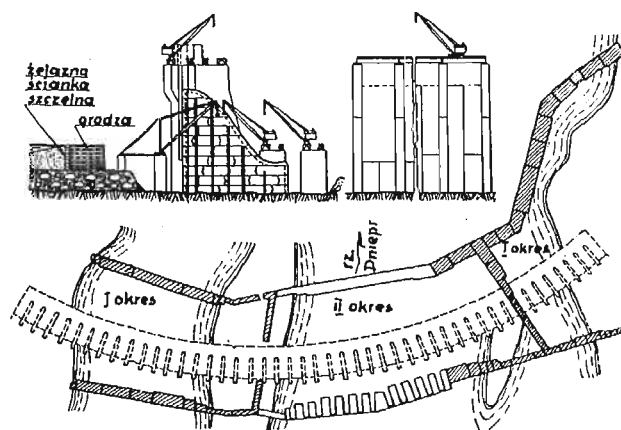 żelazna
ścianka
szczelna
grodza
rz.
Dniepr
I okres
I okres
II okres